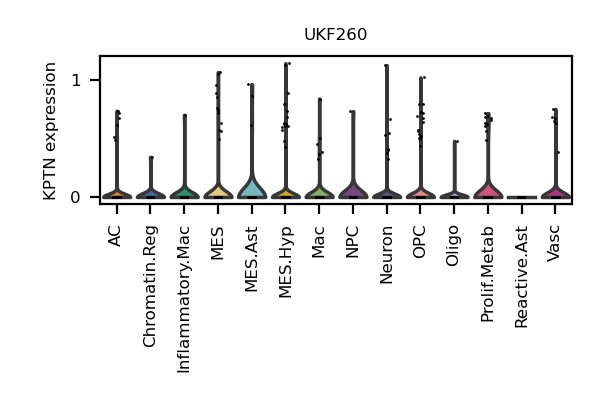 UKF260
KPTN expression
1
0
AC
Chromatin.Reg
Inflammatory.Mac
MES
MES.Ast
MES.Hyp
Mac
NPC
Neuron
OPC
Oligo
Prolif.Metab
Reactive.Ast
Vasc